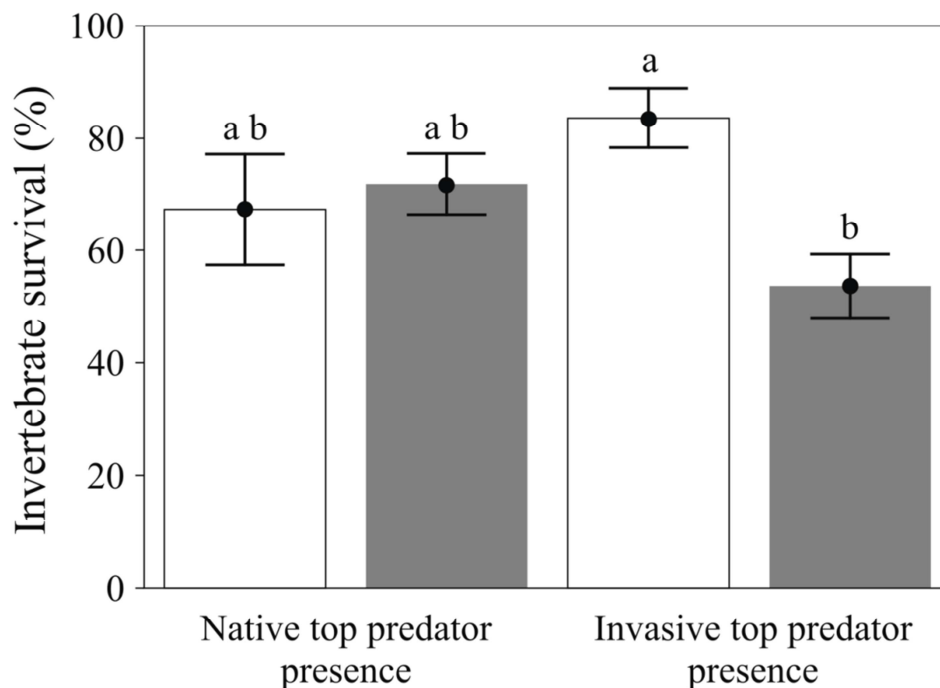 Invertebrate survival (%)
100
80
60
40
20
0
a b
a b
a
b
Native top predator
presence
Invasive top predator
presence